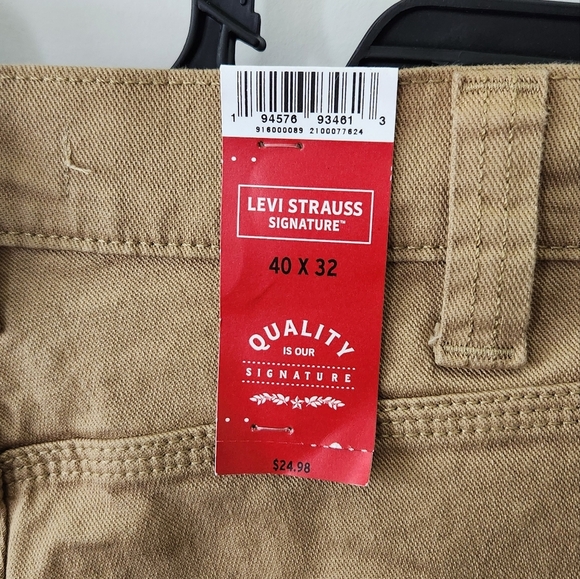 1 94576 93461 3
916000089 2100077624
LEVI STRAUSS
SIGNATURE™
40 X 32
QUALITY
IS OUR
SIGNATURE
$24.98